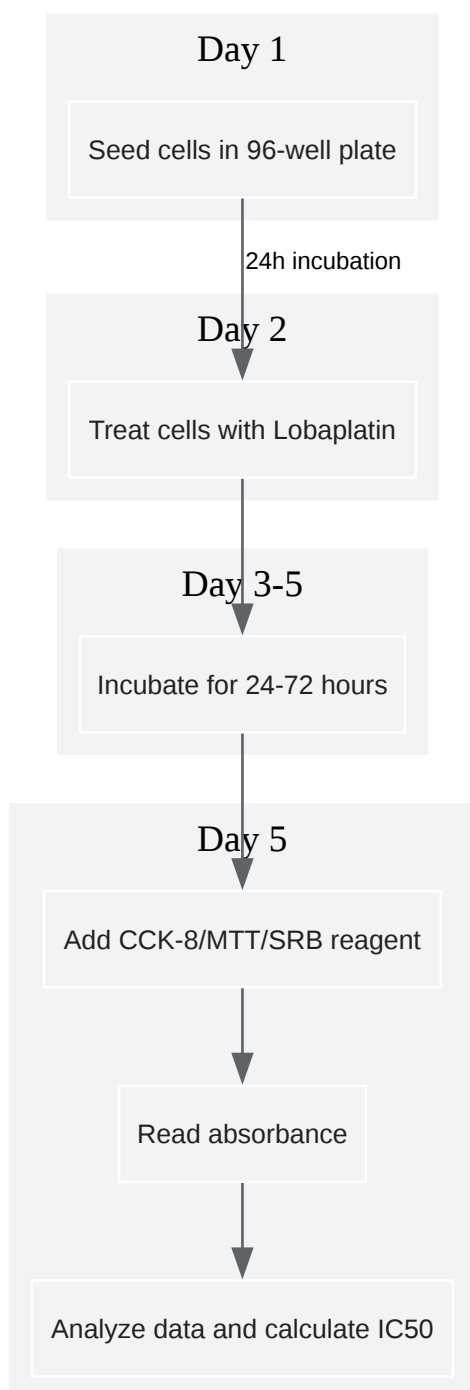 Day 1
Seed cells in 96-well plate
24h incubation
Day 2
Treat cells with Lobaplatin
Day 3-5
Incubate for 24-72 hours
Day 5
Add CCK-8/MTT/SRB reagent
Read absorbance
Analyze data and calculate IC50